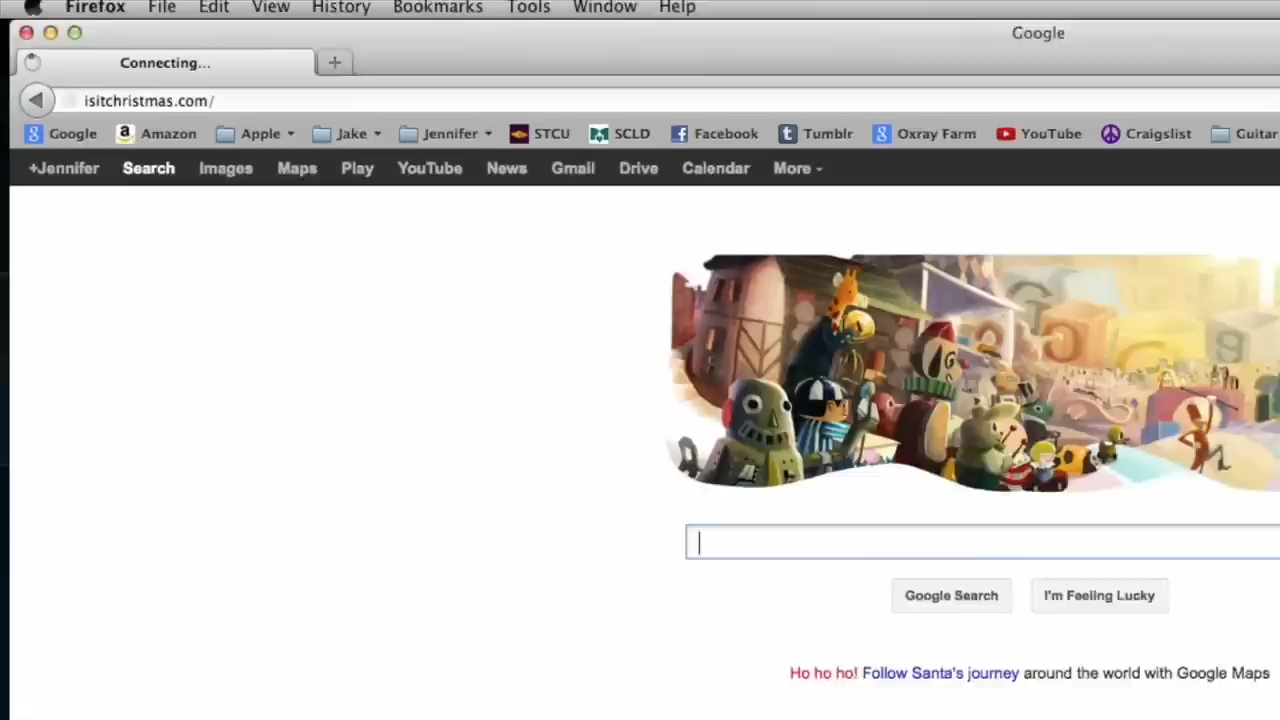 Firefox File Edit View History Bookmarks Tools Window Help
Google
Connecting...
isitchristmas.com/
Google Amazon Apple Jake Jennifer STCU SCLD Facebook Tumblr Oxray Farm YouTube Craigslist Guitar
+Jennifer Search Images Maps Play YouTube News Gmail Drive Calendar More
Google Search I'm Feeling Lucky
Ho ho ho! Follow Santa's journey around the world with Google Maps